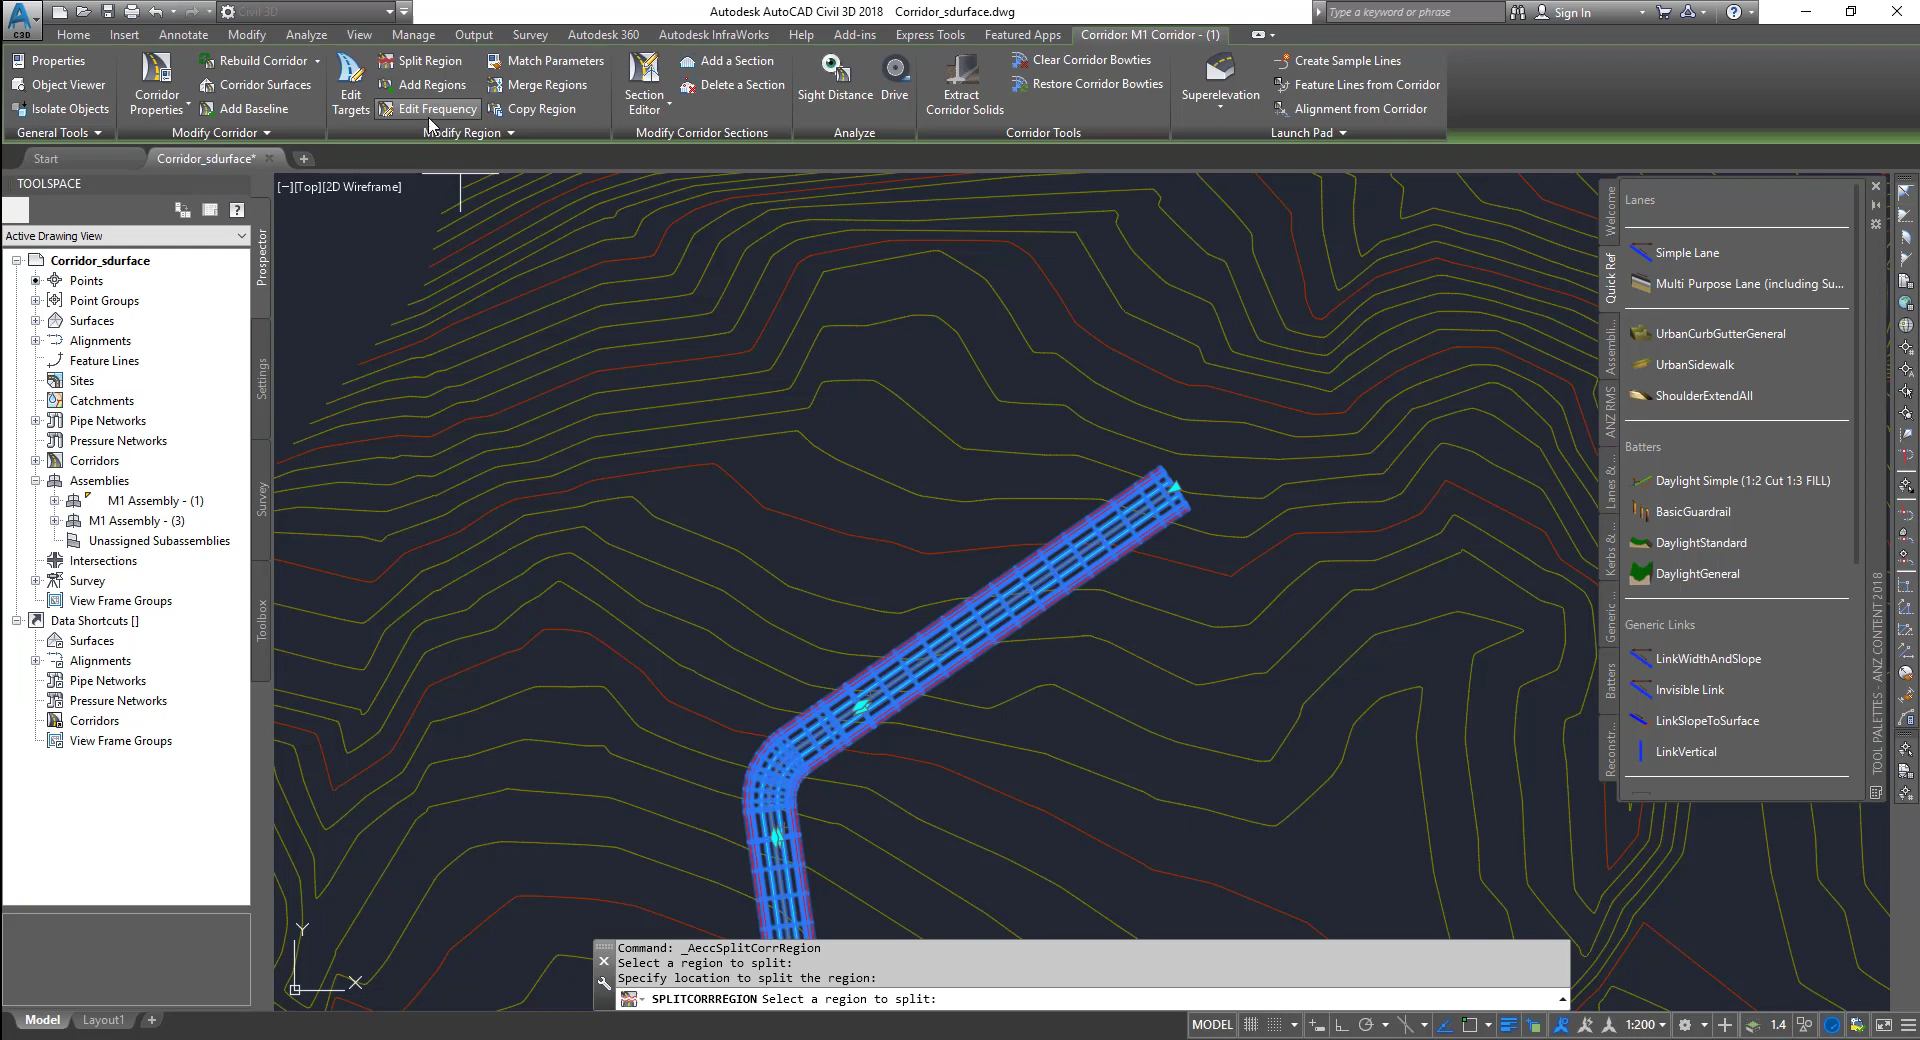 Civil 3D
Autodesk AutoCAD Civil 3D 2018 Corridor_sdurface.dwg
Type a keyword or phrase
Sign In
C3D
Home Insert Annotate Modify Analyze View Manage Output Survey Autodesk 360 Autodesk InfraWorks Help Add-ins Express Tools Featured Apps Corridor: M1 Corridor - (1)
Properties
Object Viewer
Isolate Objects
General Tools
Corridor
Properties
Rebuild Corridor
Corridor Surfaces
Add Baseline
Modify Corridor
Edit
Targets
Split Region
Add Regions
Edit Frequency
Match Parameters
Merge Regions
Copy Region
Modify Region
Section
Editor
Add a Section
Delete a Section
Modify Corridor Sections
Sight Distance
Drive
Analyze
Extract
Corridor Solids
Clear Corridor Bowties
Restore Corridor Bowties
Corridor Tools
Superelevation
Create Sample Lines
Feature Lines from Corridor
Alignment from Corridor
Launch Pad
Start
Corridor_sdurface*
TOOLSPACE
Active Drawing View
Corridor_sdurface
Points
Point Groups
Surfaces
Alignments
Feature Lines
Sites
Catchments
Pipe Networks
Pressure Networks
Corridors
Assemblies
M1 Assembly - (1)
M1 Assembly - (3)
Unassigned Subassemblies
Intersections
Survey
View Frame Groups
Data Shortcuts []
Surfaces
Alignments
Pipe Networks
Pressure Networks
Corridors
View Frame Groups
Prospector
Settings
Survey
Toolbox
[−][Top][2D Wireframe]
Y
X
Command: _AeccSplitCorrRegion
Select a region to split:
Specify location to split the region:
SPLITCORRREGION Select a region to split:
Welcome
Quick Ref
Assembli...
ANZ RMS
Lanes & ...
Kerbs & ...
Generic ...
Batters
Reconstr...
Lanes
Simple Lane
Multi Purpose Lane (including Su...
UrbanCurbGutterGeneral
UrbanSidewalk
ShoulderExtendAll
Batters
Daylight Simple (1:2 Cut 1:3 FILL)
BasicGuardrail
DaylightStandard
DaylightGeneral
Generic Links
LinkWidthAndSlope
Invisible Link
LinkSlopeToSurface
LinkVertical
TOOL PALETTES - ANZ CONTENT 2018
Model Layout1
MODEL
1:200
1.4